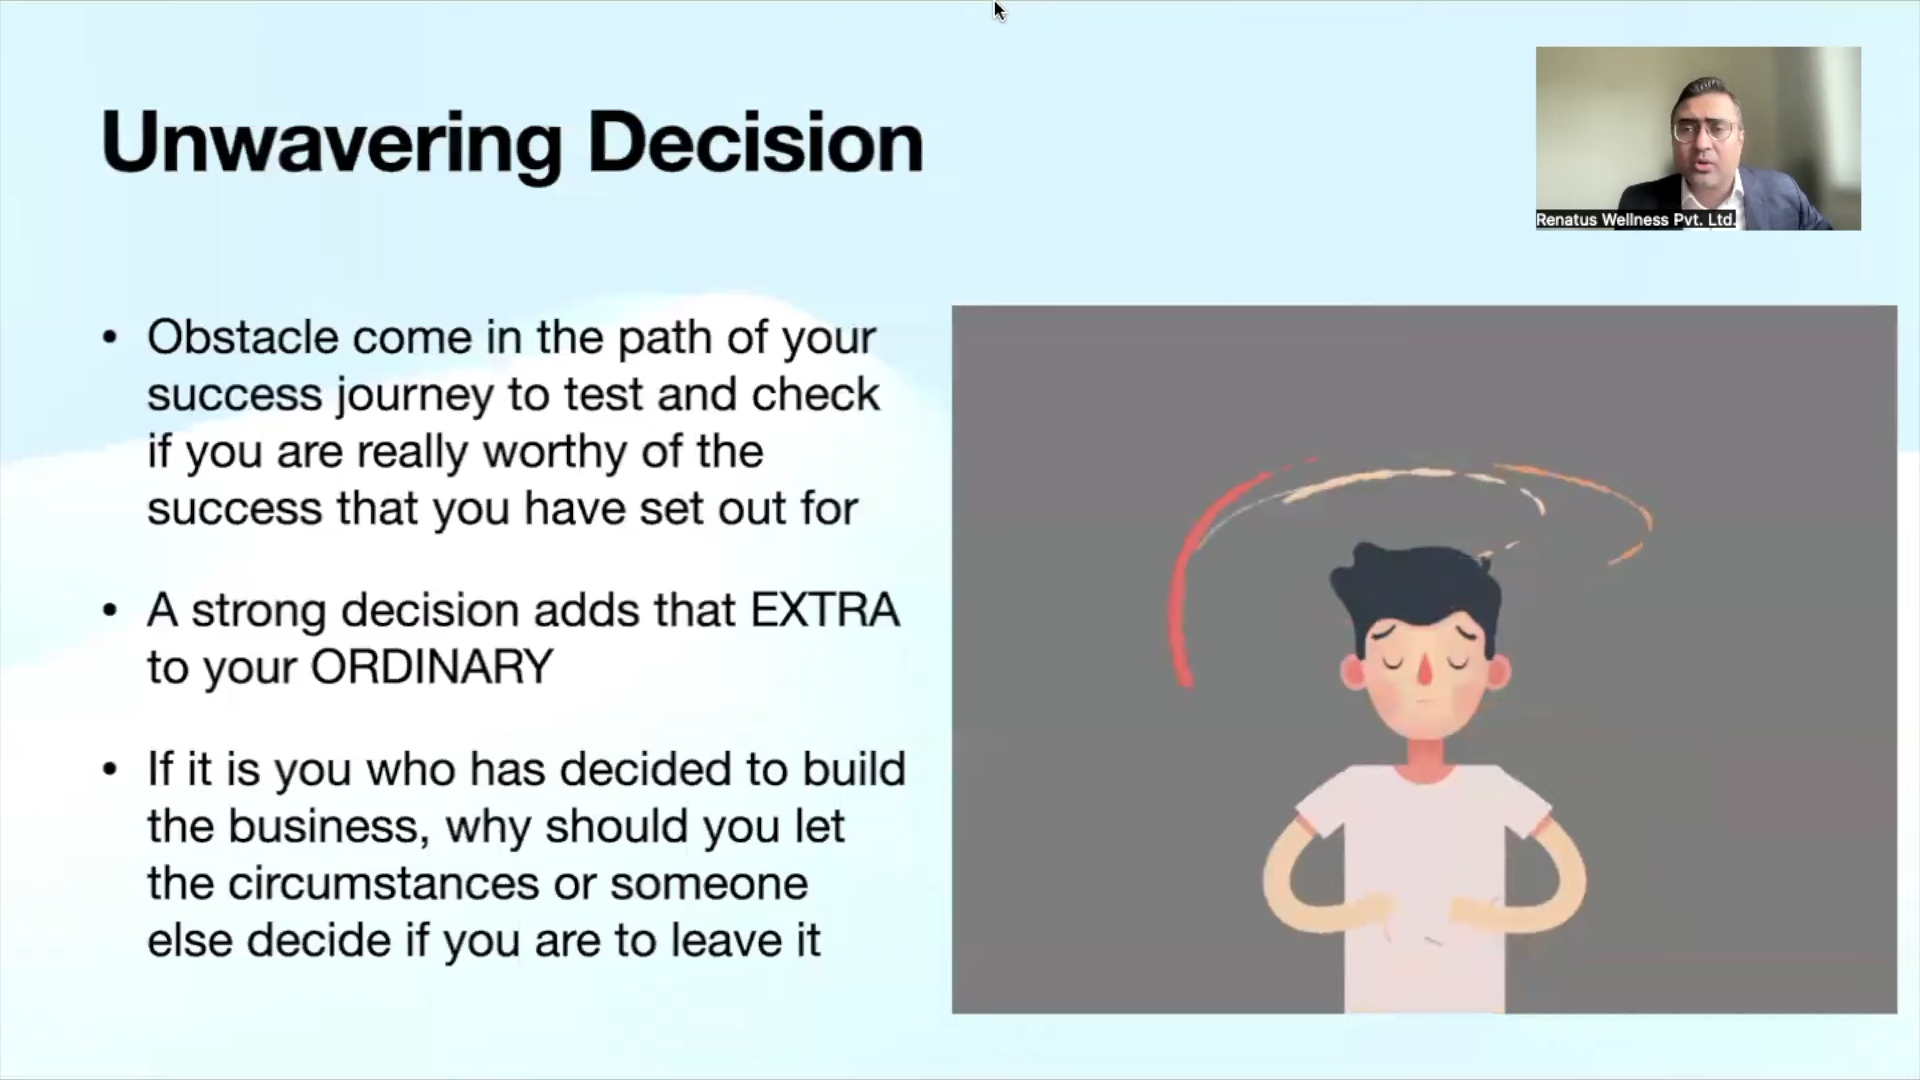 Unwavering Decision
Renatus Wellness Pvt. Ltd.
• Obstacle come in the path of your
success journey to test and check
if you are really worthy of the
success that you have set out for
• A strong decision adds that EXTRA
to your ORDINARY
• If it is you who has decided to build
the business, why should you let
the circumstances or someone
else decide if you are to leave it